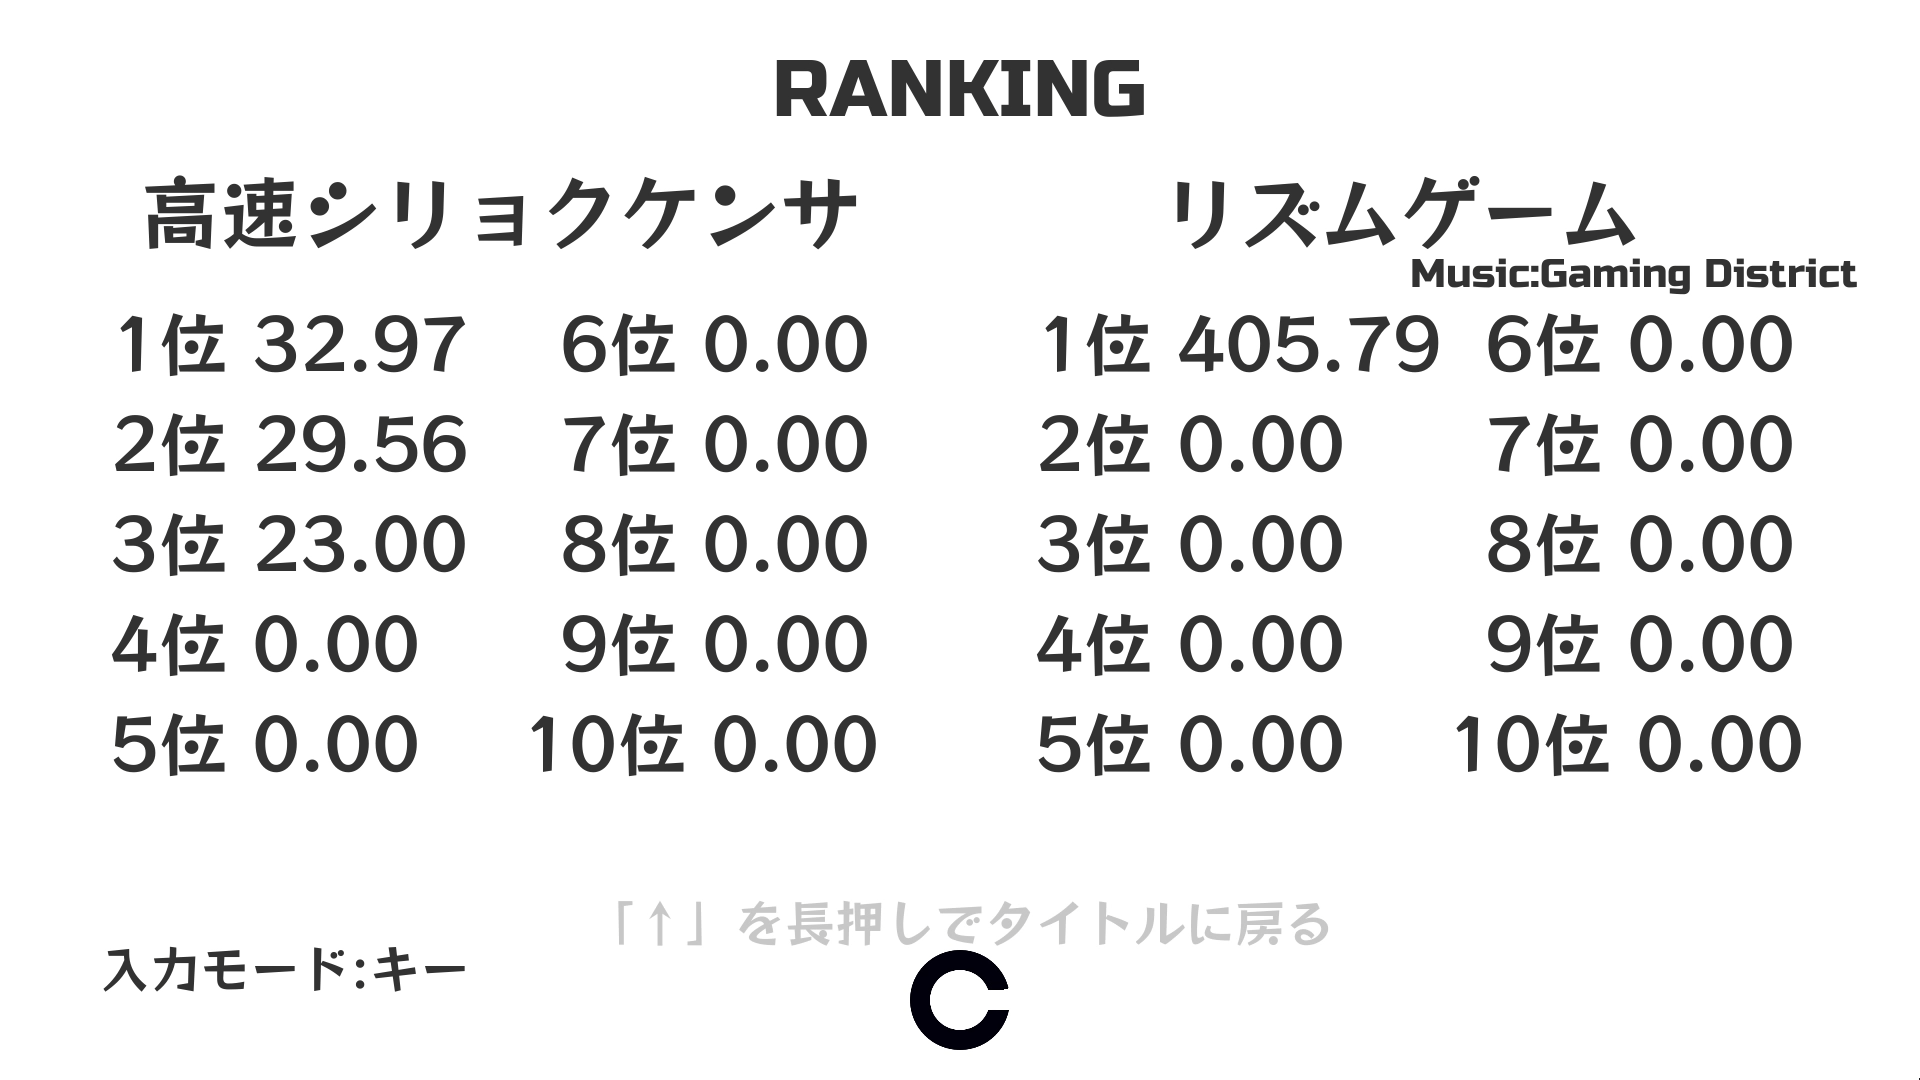 RANKING
高速シリョクケンサ
1位 32.97 6位 0.00
2位 29.56 7位 0.00
3位 23.00 8位 0.00
4位 0.00 9位 0.00
5位 0.00 10位 0.00
リズムゲーム
Music:Gaming District
1位 405.79 6位 0.00
2位 0.00 7位 0.00
3位 0.00 8位 0.00
4位 0.00 9位 0.00
5位 0.00 10位 0.00
「↑」を長押しでタイトルに戻る
入力モード:キー